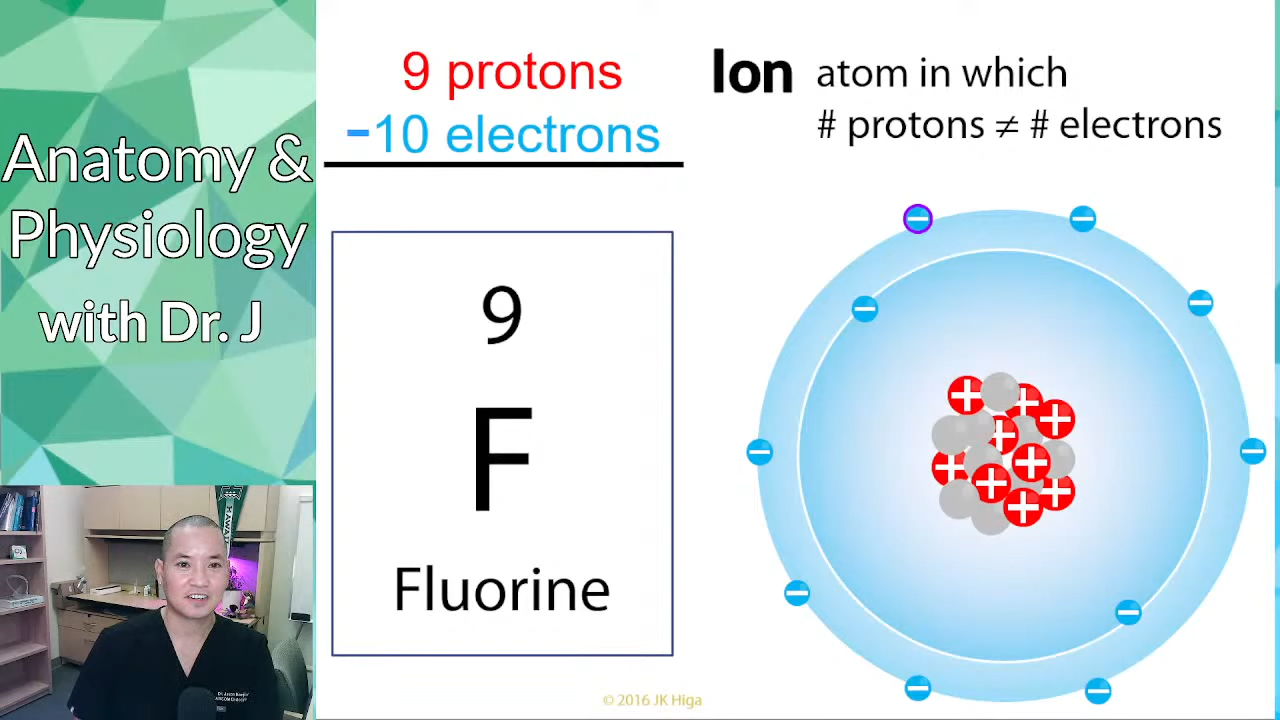 Anatomy &
Physiology
with Dr. J
9 protons
-10 electrons
Ion atom in which
# protons ≠ # electrons
9
F
Fluorine
© 2016 JK Higa
HAWAII